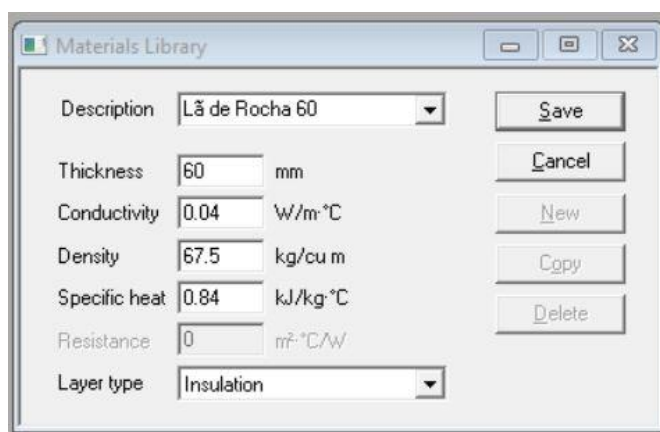 Materials Library
Description Lã de Rocha 60 Save
Thickness 60 mm Cancel
Conductivity 0.04 W/m·°C New
Density 67.5 kg/cu m Copy
Specific heat 0.84 kJ/kg·°C Delete
Resistance 0 m²·°C/W
Layer type Insulation